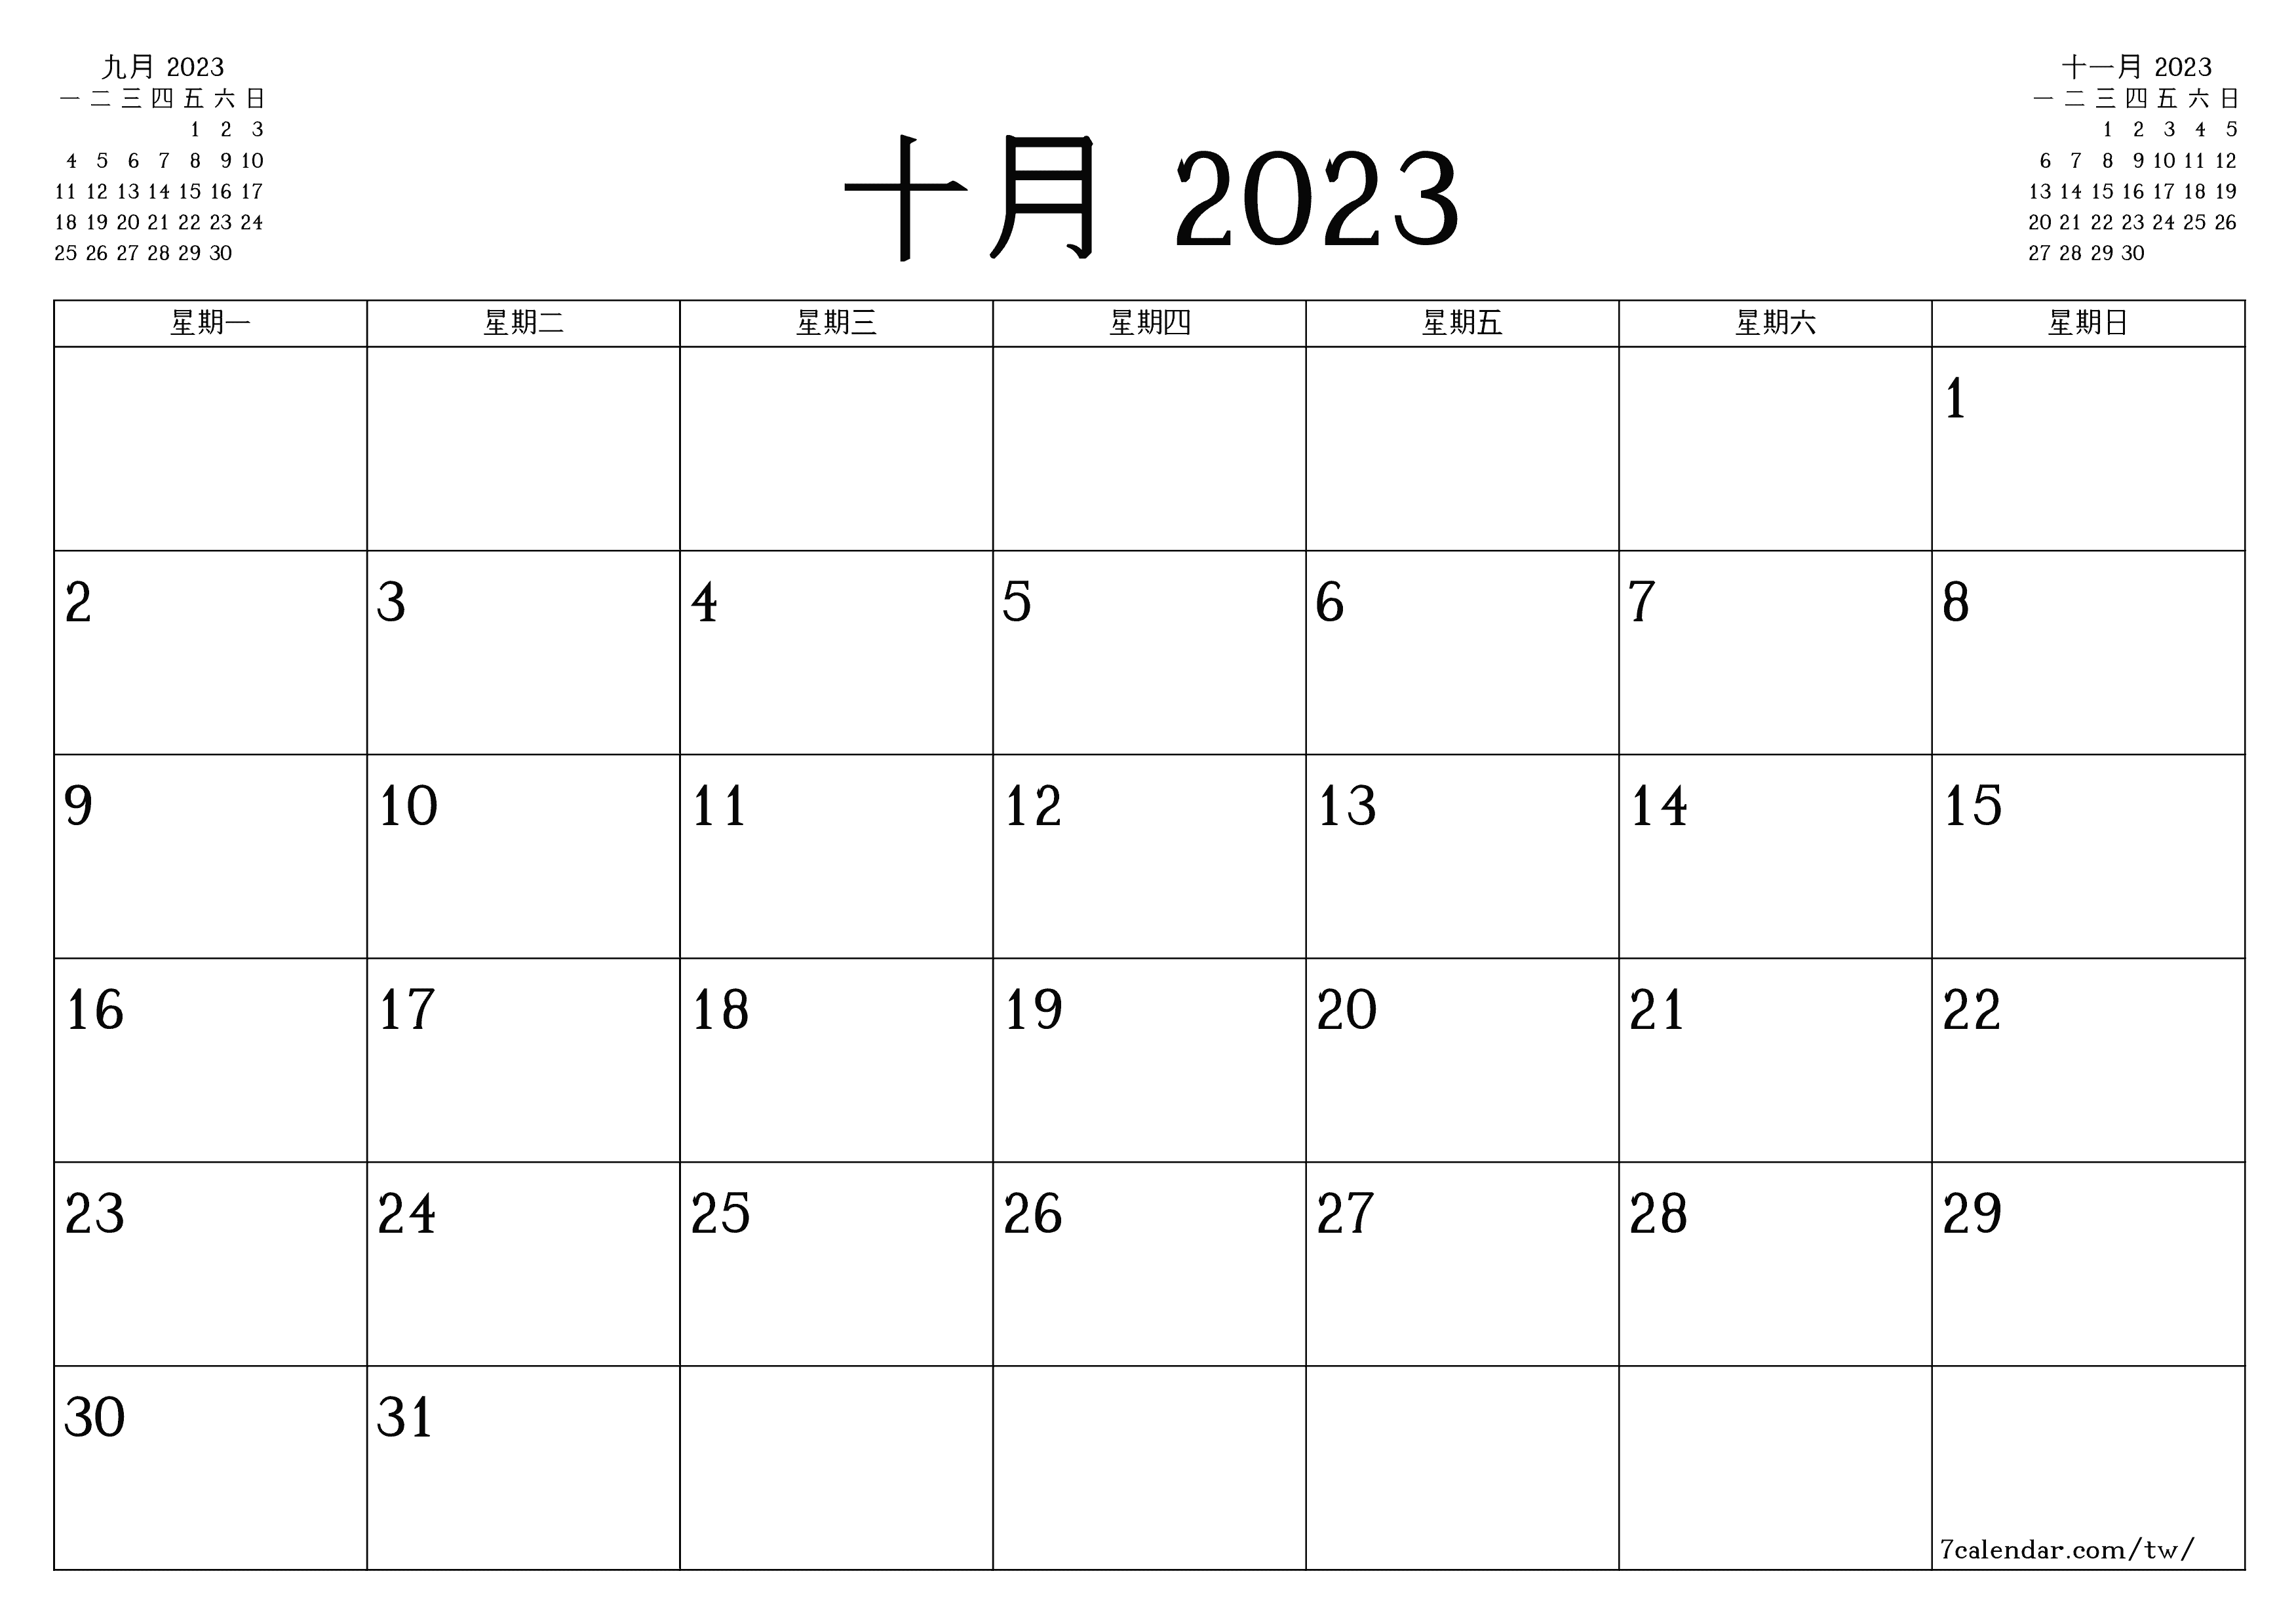 九月 2023
一 二 三 四 五 六 日
1 2 3
4 5 6 7 8 9 10
11 12 13 14 15 16 17
18 19 20 21 22 23 24
25 26 27 28 29 30
十月 2023
十一月 2023
一 二 三 四 五 六 日
1 2 3 4 5
6 7 8 9 10 11 12
13 14 15 16 17 18 19
20 21 22 23 24 25 26
27 28 29 30
星期一 星期二 星期三 星期四 星期五 星期六 星期日
1
2 3 4 5 6 7 8
9 10 11 12 13 14 15
16 17 18 19 20 21 22
23 24 25 26 27 28 29
30 31
7calendar.com/tw/